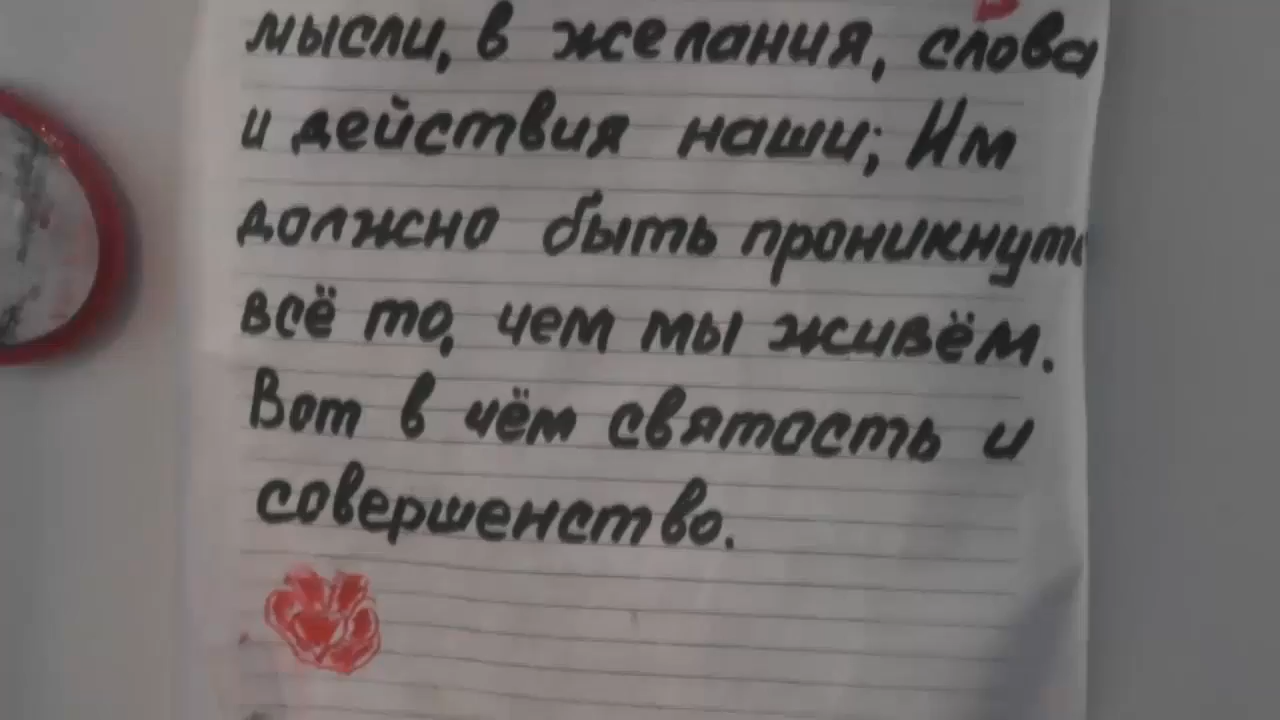 мысли, в желания, слова
и действия наши; Им
должно быть проникнуто
всё то, чем мы живём.
Вот в чём святость и
совершенство.